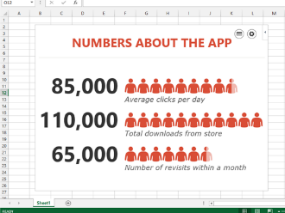 NUMBERS ABOUT THE APP
85,000
Average clicks per day
110,000
Total downloads from store
65,000
Number of revisits within a month
Sheet1